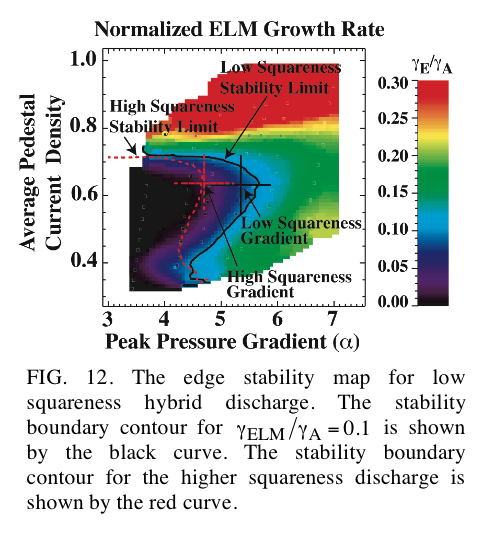 Normalized ELM Growth Rate
Low Squareness
Stability Limit
High Squareness
Stability Limit
Low Squareness
Gradient
High Squareness
Gradient
Average Pedestal
Current Density
1.0
0.8
0.6
0.4
3 4 5 6 7
Peak Pressure Gradient (α)
γE/γA
0.30
0.25
0.20
0.15
0.10
0.05
0.00
FIG. 12. The edge stability map for low
squareness hybrid discharge. The stability
boundary contour for γELM/γA = 0.1 is shown
by the black curve. The stability boundary
contour for the higher squareness discharge is
shown by the red curve.